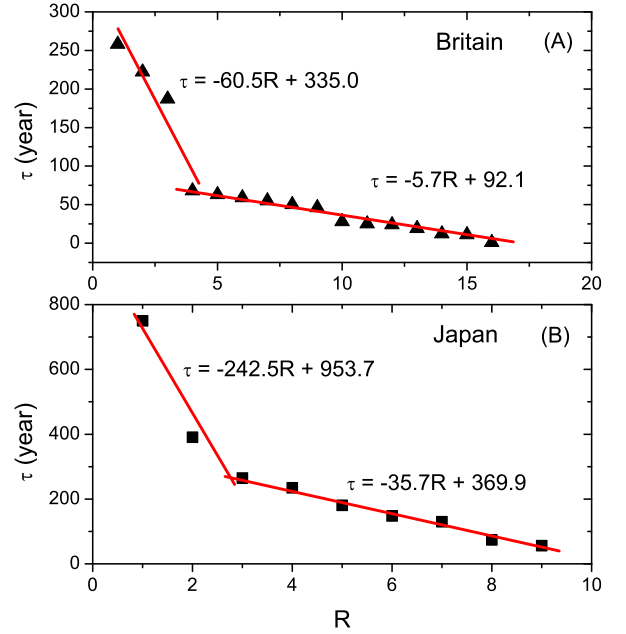 300
Britain (A)
250
τ = -60.5R + 335.0
200
150
τ (year)
100
τ = -5.7R + 92.1
50
0
0 5 10 15 20
800
Japan (B)
600
τ = -242.5R + 953.7
τ (year)
400
τ = -35.7R + 369.9
200
0
0 2 4 6 8 10
R